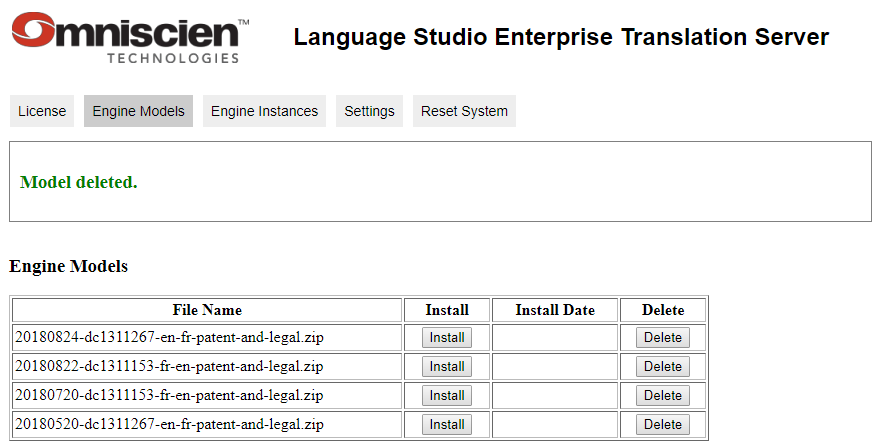 Omniscien™
TECHNOLOGIES
Language Studio Enterprise Translation Server
License Engine Models Engine Instances Settings Reset System
Model deleted.
Engine Models
File Name Install Install Date Delete
20180824-dc1311267-en-fr-patent-and-legal.zip Install Delete
20180822-dc1311153-fr-en-patent-and-legal.zip Install Delete
20180720-dc1311153-fr-en-patent-and-legal.zip Install Delete
20180520-dc1311267-en-fr-patent-and-legal.zip Install Delete